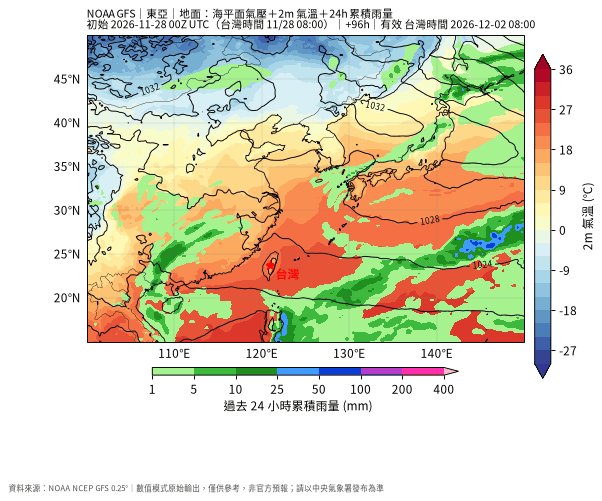 NOAA GFS｜東亞｜地面：海平面氣壓＋2m 氣溫＋24h 累積雨量
初始 2026-11-28 00Z UTC（台灣時間 11/28 08:00）｜+96h｜有效 台灣時間 2026-12-02 08:00
45°N
40°N
35°N
30°N
25°N
20°N
110°E
120°E
130°E
140°E
1032
1032
1028
1024
台灣
36
27
18
9
0
-9
-18
-27
2m 氣溫 (°C)
1
5
10
25
50
100
200
400
過去 24 小時累積雨量 (mm)
資料來源：NOAA NCEP GFS 0.25°｜數值模式原始輸出，僅供參考，非官方預報；請以中央氣象署發布為準